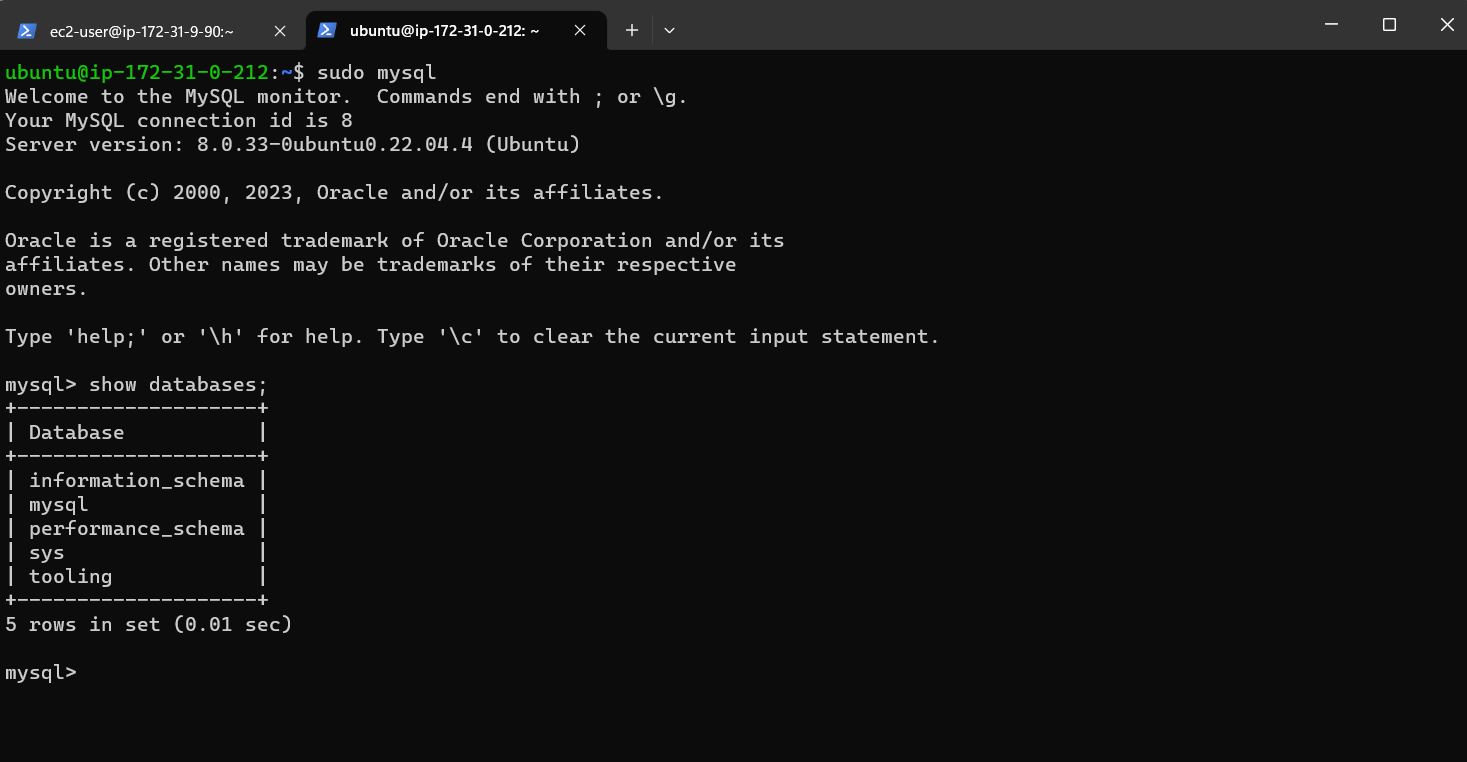 ec2-user@ip-172-31-9-90:~
ubuntu@ip-172-31-0-212: ~
ubuntu@ip-172-31-0-212:~$ sudo mysql
Welcome to the MySQL monitor.  Commands end with ; or \g.
Your MySQL connection id is 8
Server version: 8.0.33-0ubuntu0.22.04.4 (Ubuntu)
Copyright (c) 2000, 2023, Oracle and/or its affiliates.
Oracle is a registered trademark of Oracle Corporation and/or its
affiliates. Other names may be trademarks of their respective
owners.
Type 'help;' or '\h' for help. Type '\c' to clear the current input statement.
mysql> show databases;
+--------------------+
| Database           |
+--------------------+
| information_schema |
| mysql              |
| performance_schema |
| sys                |
| tooling            |
+--------------------+
5 rows in set (0.01 sec)
mysql>